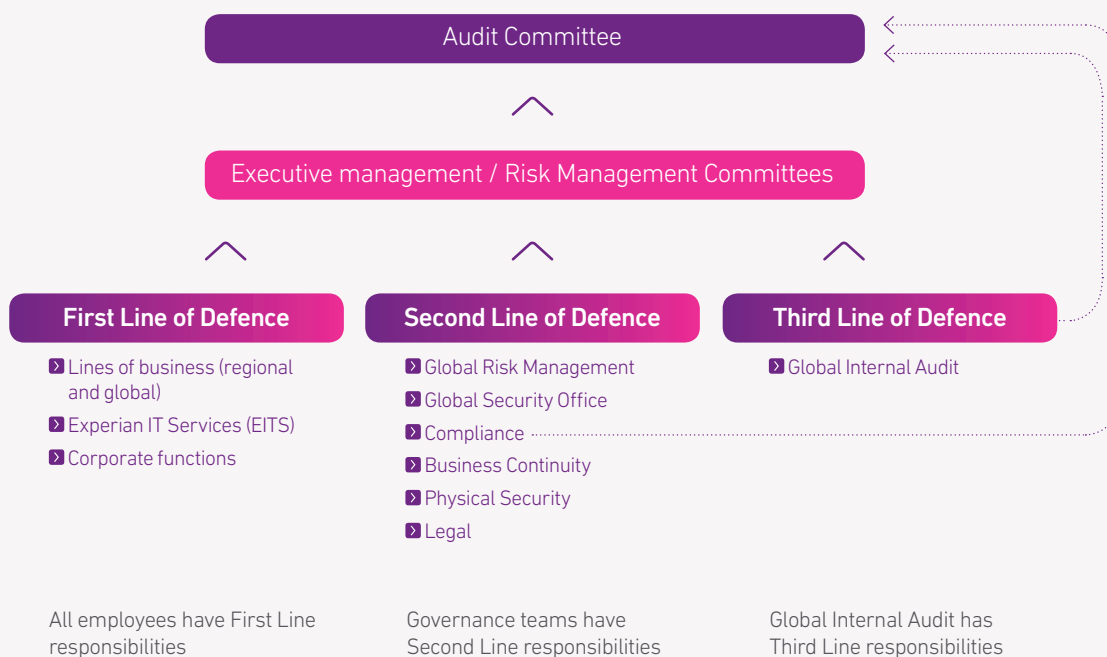 Audit Committee
Executive management / Risk Management Committees
First Line of Defence
Lines of business (regional
and global)
Experian IT Services (EITS)
Corporate functions
All employees have First Line
responsibilities
Second Line of Defence
Global Risk Management
Global Security Office
Compliance
Business Continuity
Physical Security
Legal
Governance teams have
Second Line responsibilities
Third Line of Defence
Global Internal Audit
Global Internal Audit has
Third Line responsibilities